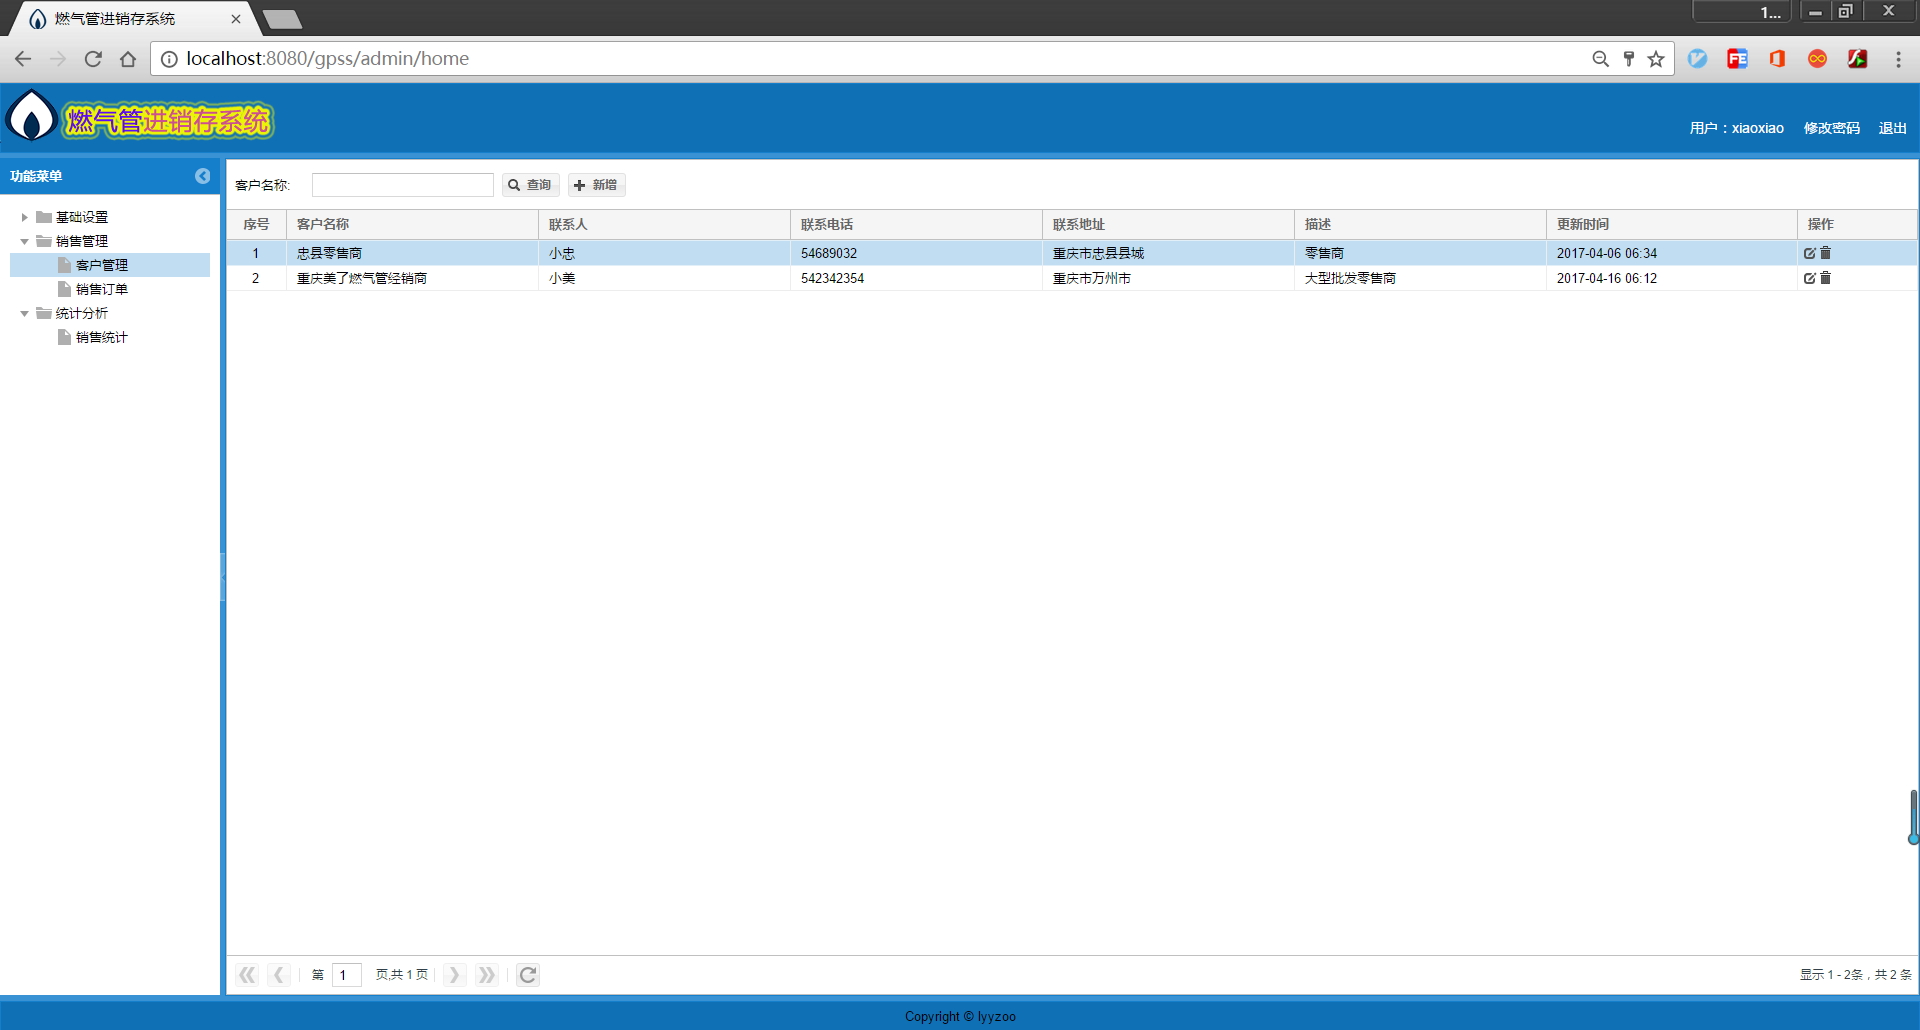 燃气管进销存系统
1...
localhost:8080/gpss/admin/home
燃气管进销存系统
用户：xiaoxiao 修改密码 退出
功能菜单
基础设置
销售管理
客户管理
销售订单
统计分析
销售统计
客户名称: 查询 新增
序号 客户名称 联系人 联系电话 联系地址 描述 更新时间 操作
1 忠县零售商 小忠 54689032 重庆市忠县县城 零售商 2017-04-06 06:34
2 重庆美了燃气管经销商 小美 542342354 重庆市万州市 大型批发零售商 2017-04-16 06:12
第 1 页,共 1 页
显示 1 - 2条，共 2 条
Copyright © lyyzoo